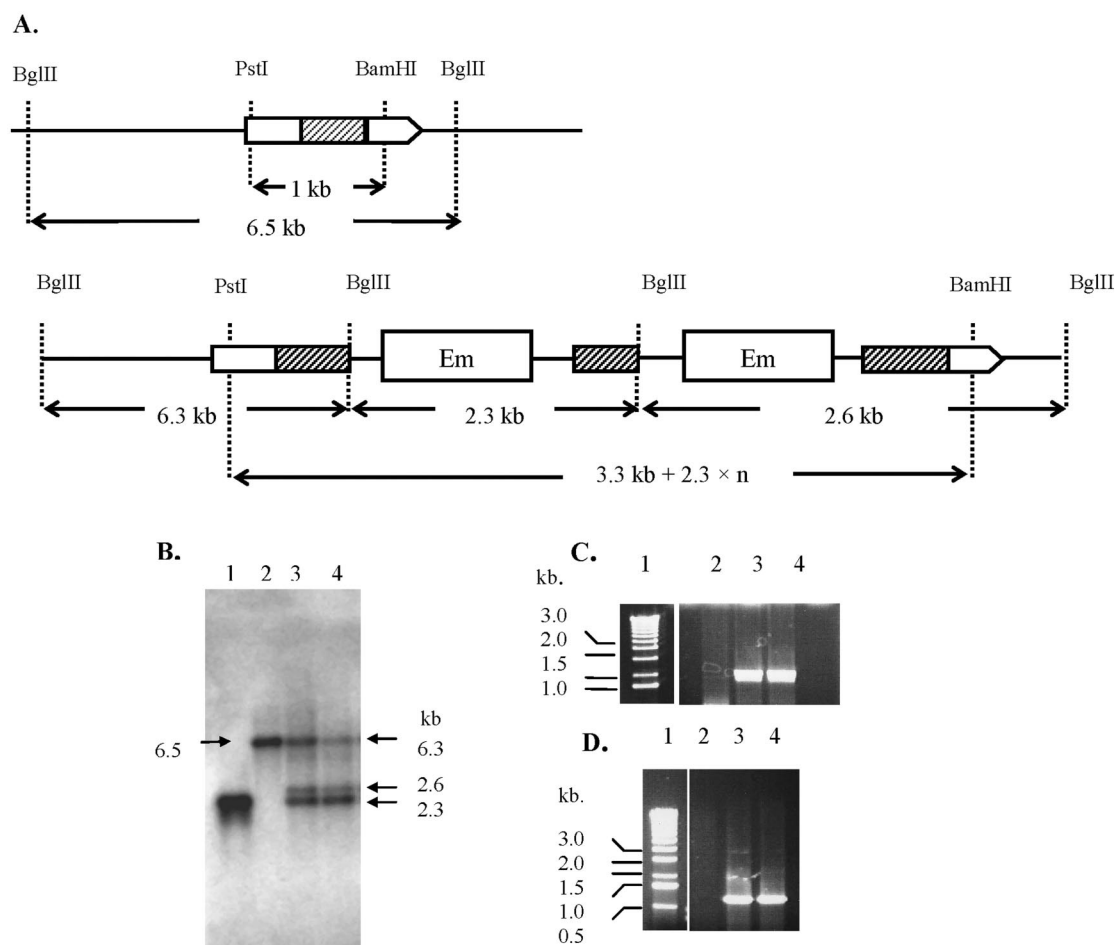 A.
BglII PstI BamHI BglII
1 kb
6.5 kb
BglII PstI BglII BglII BamHI BglII
Em Em
6.3 kb 2.3 kb 2.6 kb
3.3 kb + 2.3 × n
B.
1 2 3 4
6.5
kb
6.3
2.6
2.3
C.
1 2 3 4
kb.
3.0
2.0
1.5
1.0
D.
1 2 3 4
kb.
3.0
2.0
1.5
1.0
0.5